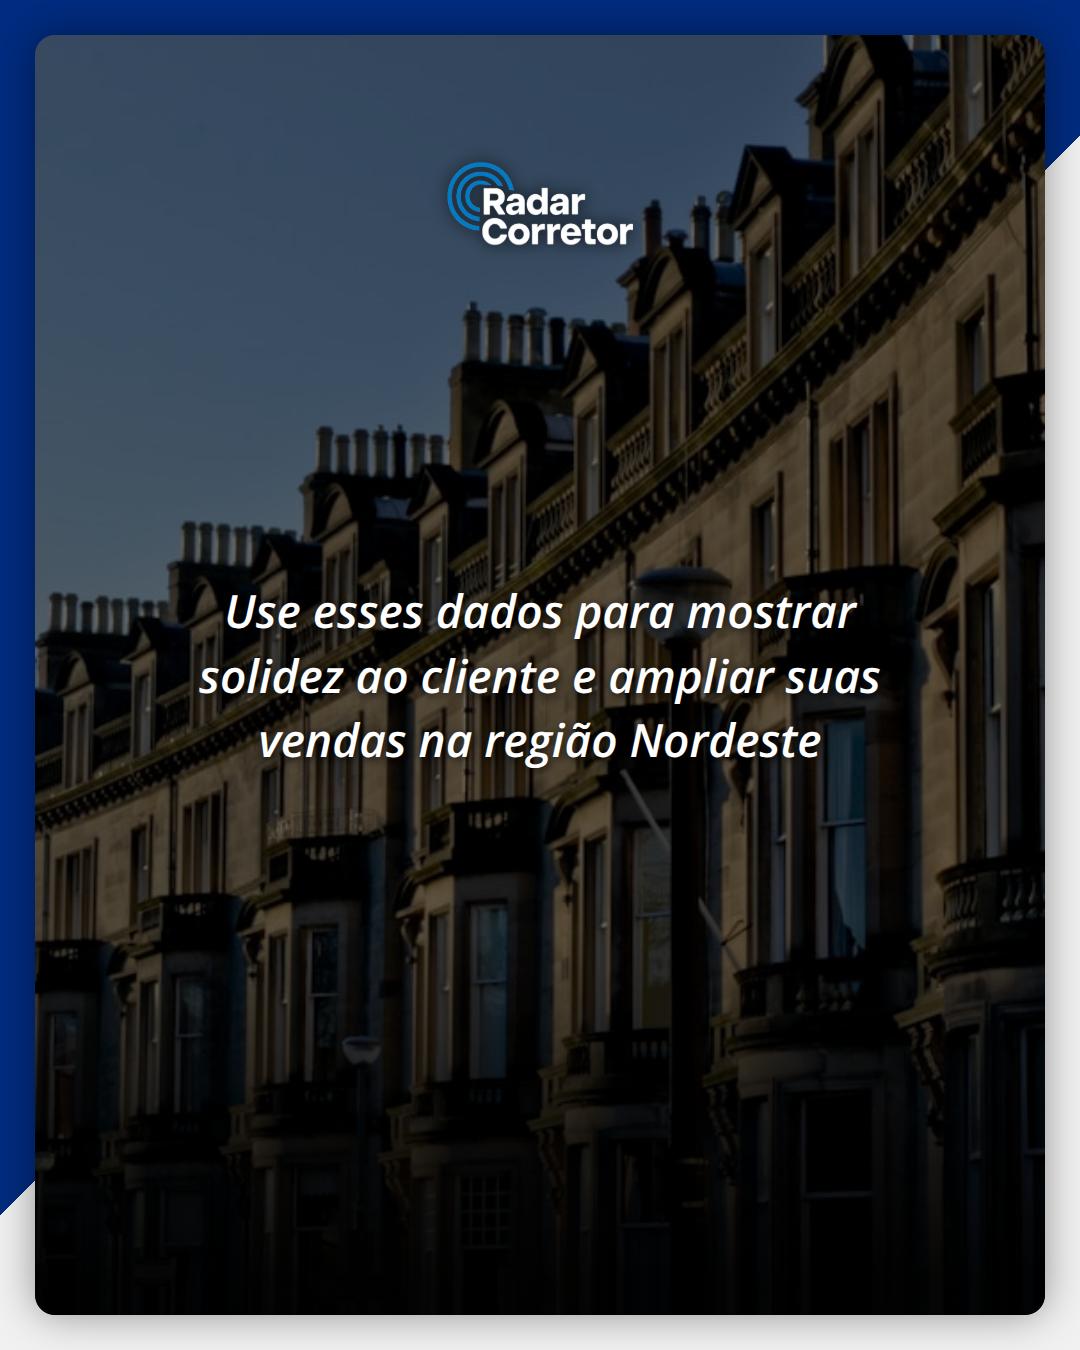 Radar
Corretor
Use esses dados para mostrar
solidez ao cliente e ampliar suas
vendas na região Nordeste